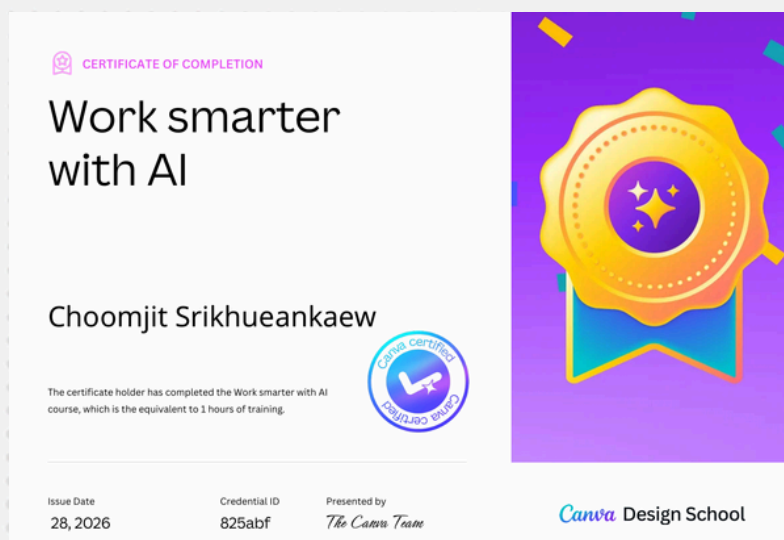 CERTIFICATE OF COMPLETION
Work smarter
with AI
Choomjit Srikhueankaew
Canva certified
Canva certified
The certificate holder has completed the Work smarter with AI
course, which is the equivalent to 1 hours of training.
Issue Date
28, 2026
Credential ID
825abf
Presented by
The Canva Team
Canva Design School